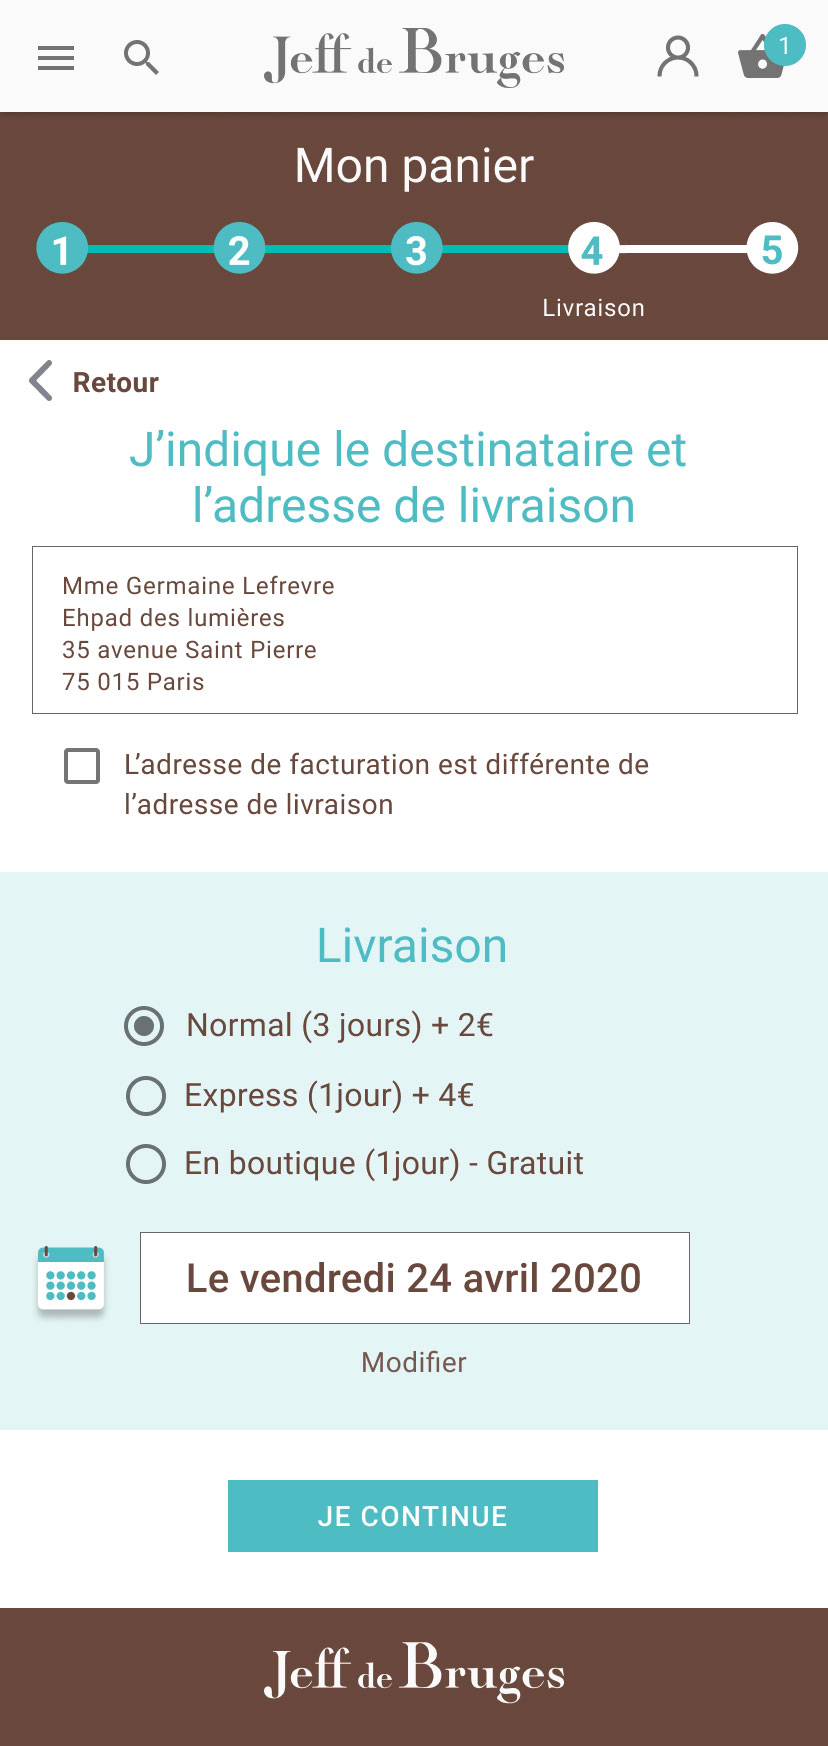 Jeff de Bruges
1
Mon panier
1 2 3 4 5
Livraison
Retour
J’indique le destinataire et
l’adresse de livraison
Mme Germaine Lefrevre
Ehpad des lumières
35 avenue Saint Pierre
75 015 Paris
L’adresse de facturation est différente de
l’adresse de livraison
Livraison
Normal (3 jours) + 2€
Express (1jour) + 4€
En boutique (1jour) - Gratuit
Le vendredi 24 avril 2020
Modifier
JE CONTINUE
Jeff de Bruges